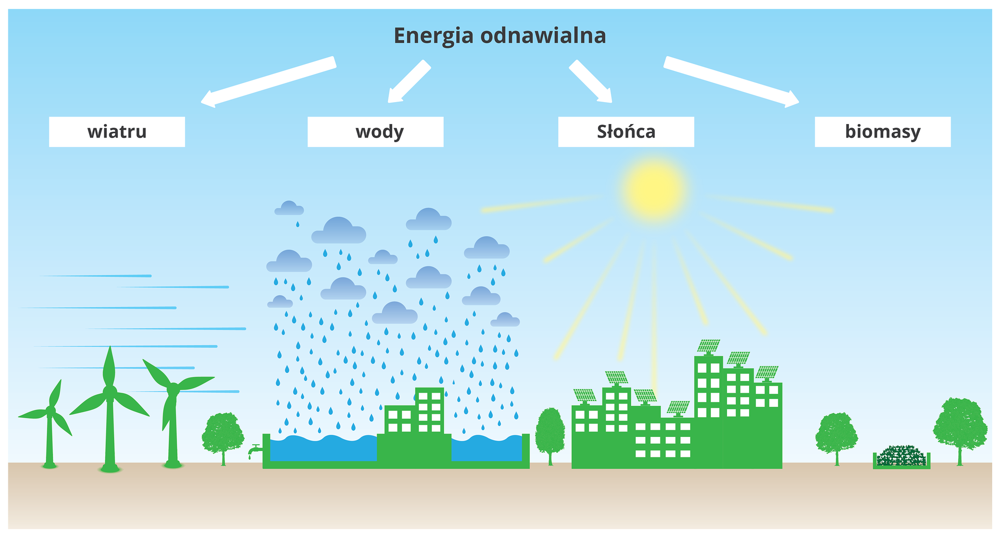 Energia odnawialna
wiatru
wody
Słońca
biomasy